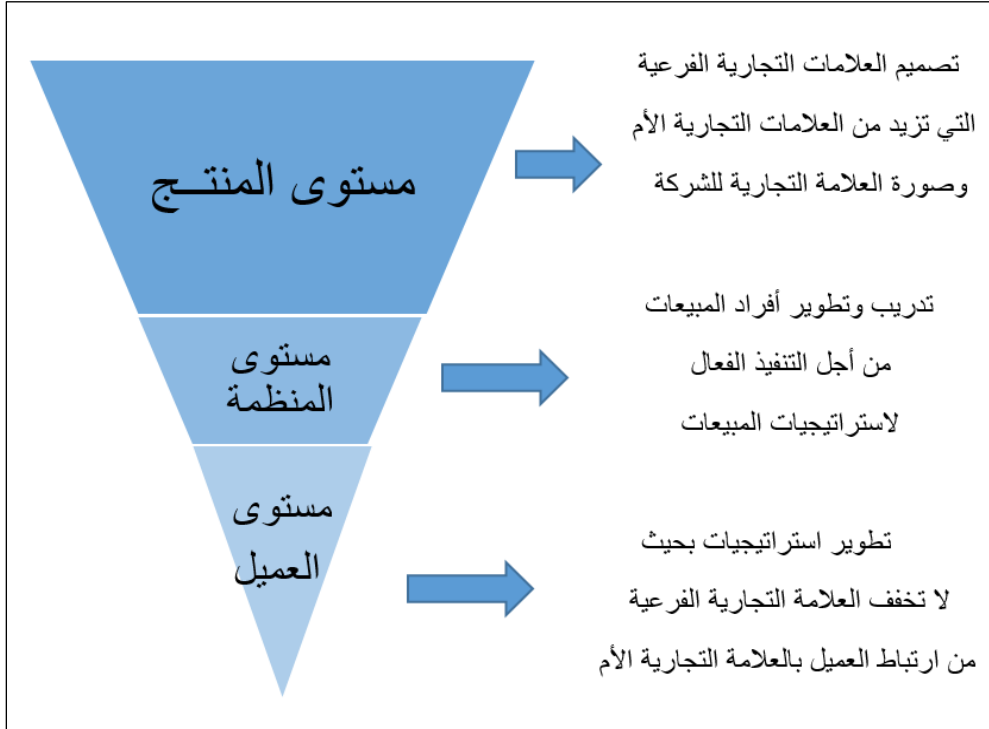 تصميم العلامات التجارية الفرعية
التي تزيد من العلامات التجارية الأم
وصورة العلامة التجارية للشركة
مستوى المنتــج
تدريب وتطوير أفراد المبيعات
من أجل التنفيذ الفعال
لاستراتيجيات المبيعات
مستوى
المنظمة
تطوير استراتيجيات بحيث
لا تخفف العلامة التجارية الفرعية
من ارتباط العميل بالعلامة التجارية الأم
مستوى
العميل